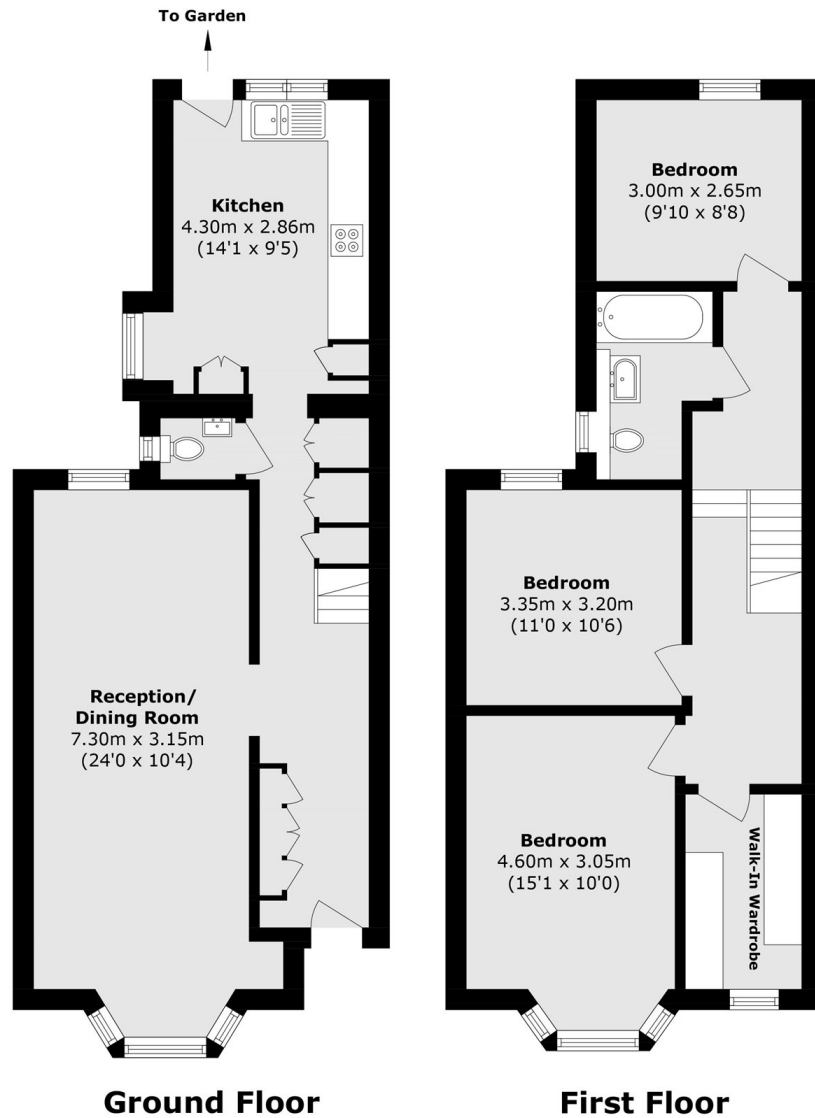 To Garden
Kitchen
4.30m x 2.86m
(14'1 x 9'5)
Reception/
Dining Room
7.30m x 3.15m
(24'0 x 10'4)
Ground Floor
Bedroom
3.00m x 2.65m
(9'10 x 8'8)
Bedroom
3.35m x 3.20m
(11'0 x 10'6)
Bedroom
4.60m x 3.05m
(15'1 x 10'0)
Walk-In Wardrobe
First Floor